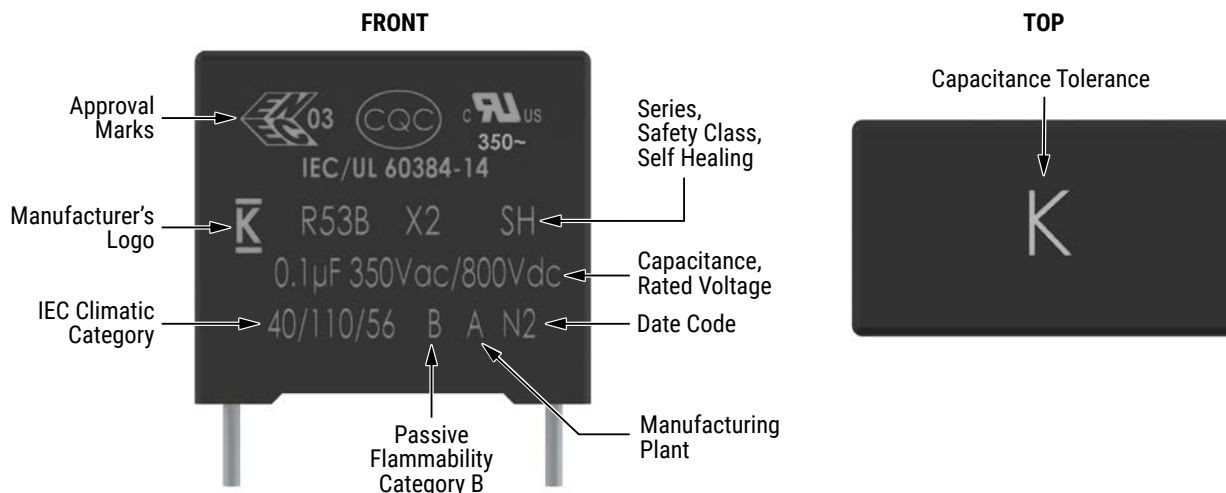 FRONT
TOP
Approval
Marks
ENEC 03
CQC
c RU US
350~
IEC/UL 60384-14
Series,
Safety Class,
Self Healing
Manufacturer's
Logo
K R53B X2 SH
0.1µF 350Vac/800Vdc
Capacitance,
Rated Voltage
IEC Climatic
Category
40/110/56 B A N2
Date Code
Passive
Flammability
Category B
Manufacturing
Plant
Capacitance Tolerance
K